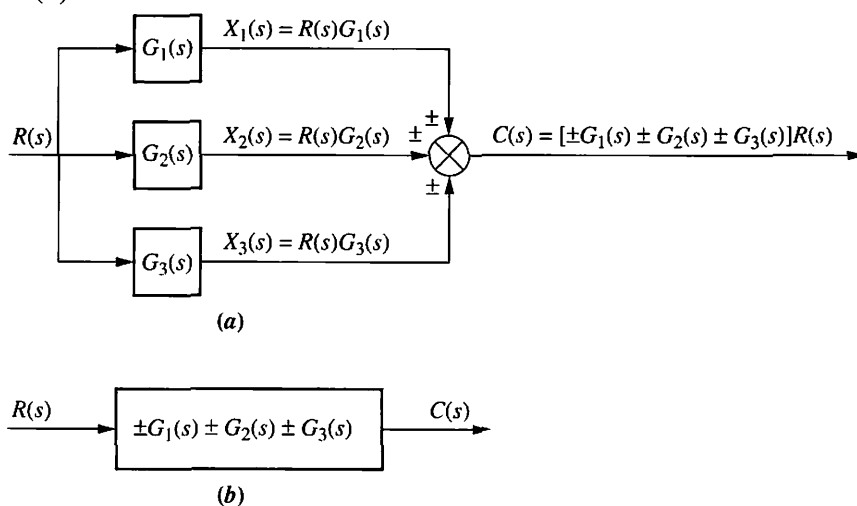 G₁(s)
X₁(s) = R(s)G₁(s)
±
R(s)
G₂(s)
X₂(s) = R(s)G₂(s)
±
C(s) = [±G₁(s) ± G₂(s) ± G₃(s)]R(s)
±
G₃(s)
X₃(s) = R(s)G₃(s)
(a)
R(s)
±G₁(s) ± G₂(s) ± G₃(s)
C(s)
(b)